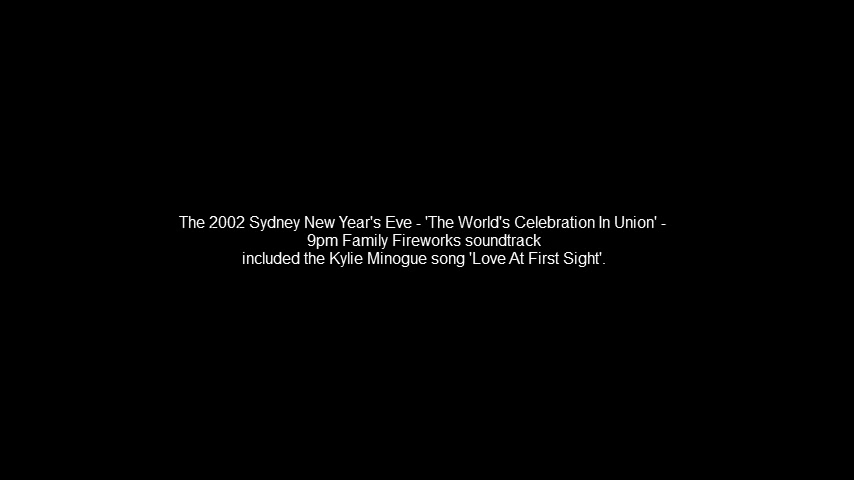 The 2002 Sydney New Year's Eve - 'The World's Celebration In Union' -
9pm Family Fireworks soundtrack
included the Kylie Minogue song 'Love At First Sight'.